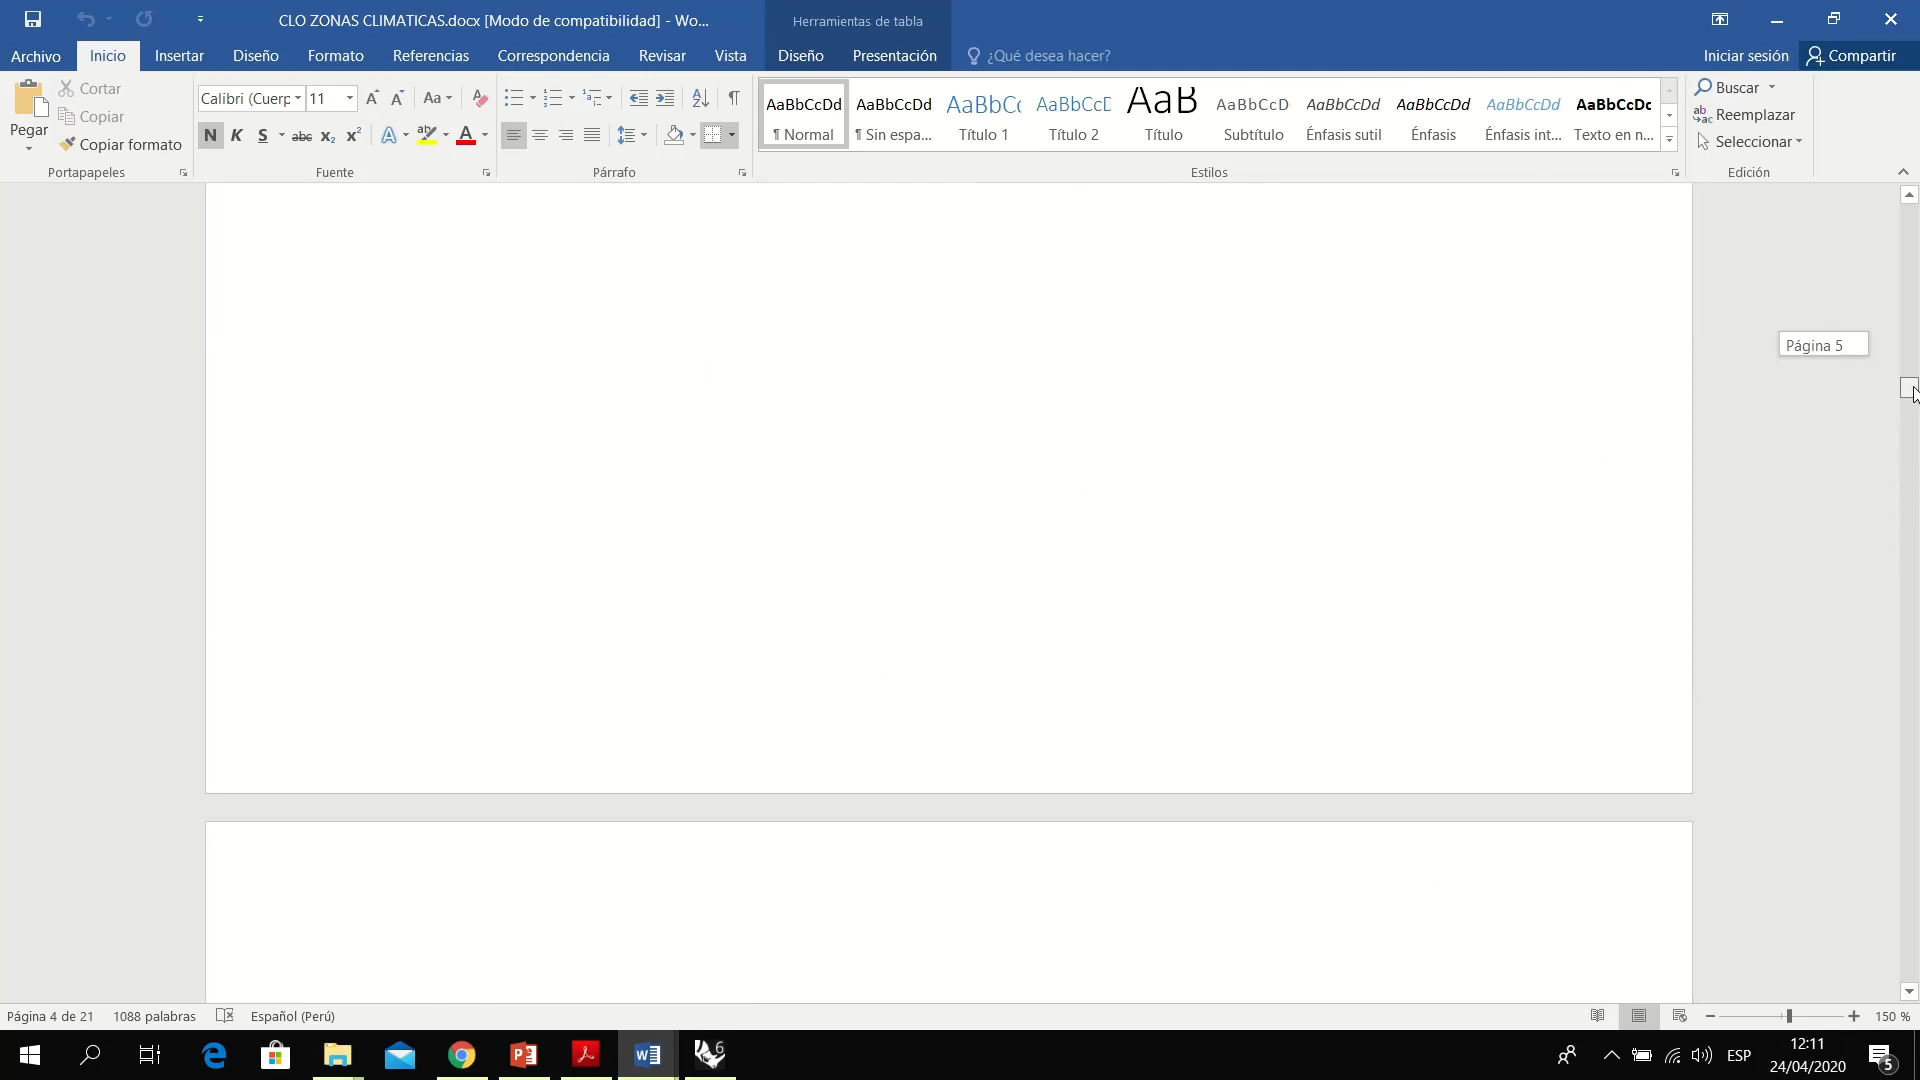 CLO ZONAS CLIMATICAS.docx [Modo de compatibilidad] - Wo...
Herramientas de tabla
Archivo Inicio Insertar Diseño Formato Referencias Correspondencia Revisar Vista Diseño Presentación ¿Qué desea hacer? Iniciar sesión Compartir
Pegar
Cortar
Copiar
Copiar formato
Portapapeles
Calibri (Cuerp 11
Aa
N K S abc x₂ x²
Fuente
Párrafo
AaBbCcDd AaBbCcDd AaBbCc AaBbCcD AaB AaBbCcD AaBbCcDd AaBbCcDd AaBbCcDd AaBbCcDc
¶ Normal ¶ Sin espa... Título 1 Título 2 Título Subtítulo Énfasis sutil Énfasis Énfasis int... Texto en n...
Estilos
Buscar
Reemplazar
Seleccionar
Edición
Página 5
Página 4 de 21 1088 palabras Español (Perú) 150 %
ESP
12:11
24/04/2020
5